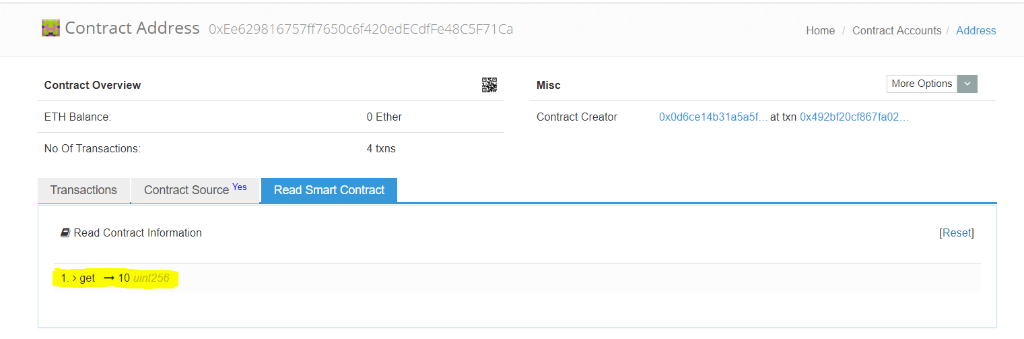 Contract Address 0xEe629816757ff7650c6f420edECdfFe48C5F71Ca
Home / Contract Accounts / Address
Contract Overview
ETH Balance: 0 Ether
No Of Transactions: 4 txns
Misc More Options
Contract Creator 0x0d6ce14b31a5a5f... at txn 0x492bf20cf867fa02...
Transactions Contract Source Yes Read Smart Contract
Read Contract Information [Reset]
1. › get → 10 uint256